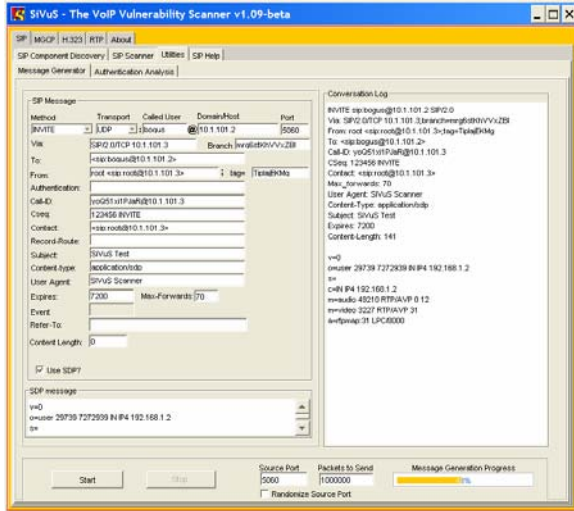 SiVuS - The VoIP Vulnerability Scanner v1.09-beta
SIP MGCP H.323 RTP About
SIP Component Discovery SIP Scanner Utilities SIP Help
Message Generator Authentication Analysis
SIP Message
Method Transport Called User Domain/Host Port
INVITE UDP bogus @ 10.1.101.2 5060
Via: SIP/2.0/TCP 10.1.101.3 Branch
To: <sip:bogus@10.1.101.2>
From: root <sip:root@10.1.101.3> ; tag= TiplajEKMg
Authentication:
Call-ID:
Cseq: 123456 INVITE
Contact: <sip:root@10.1.101.3>
Record-Route:
Subject: SiVuS Test
Content-type: application/sdp
User Agent: SiVuS Scanner
Expires: 7200 Max-Forwards: 70
Event:
Refer-To:
Content Length: 0
Use SDP?
SDP message
v=0
o=user 29739 7272939 IN IP4 192.168.1.2
s=
Conversation Log
INVITE sip:bogus@10.1.101.2 SIP/2.0
Via: SIP/2.0/TCP 10.1.101.3;
From: root <sip:root@10.1.101.3>;tag=TiplajEKMg
To: <sip:bogus@10.1.101.2>
Call-ID:
CSeq: 123456 INVITE
Contact: <sip:root@10.1.101.3>
Max_forwards: 70
User Agent: SiVuS Scanner
Content-Type: application/sdp
Subject: SiVuS Test
Expires: 7200
Content-Length: 141
v=0
o=user 29739 7272939 IN IP4 192.168.1.2
s=
c=IN IP4 192.168.1.2
m=audio 49210 RTP/AVP 0 12
m=video 3227 RTP/AVP 31
a=rtpmap:31 LPC/8000
Start Stop
Source Port Packets to Send Message Generation Progress
5060 1000000
Randomize Source Port